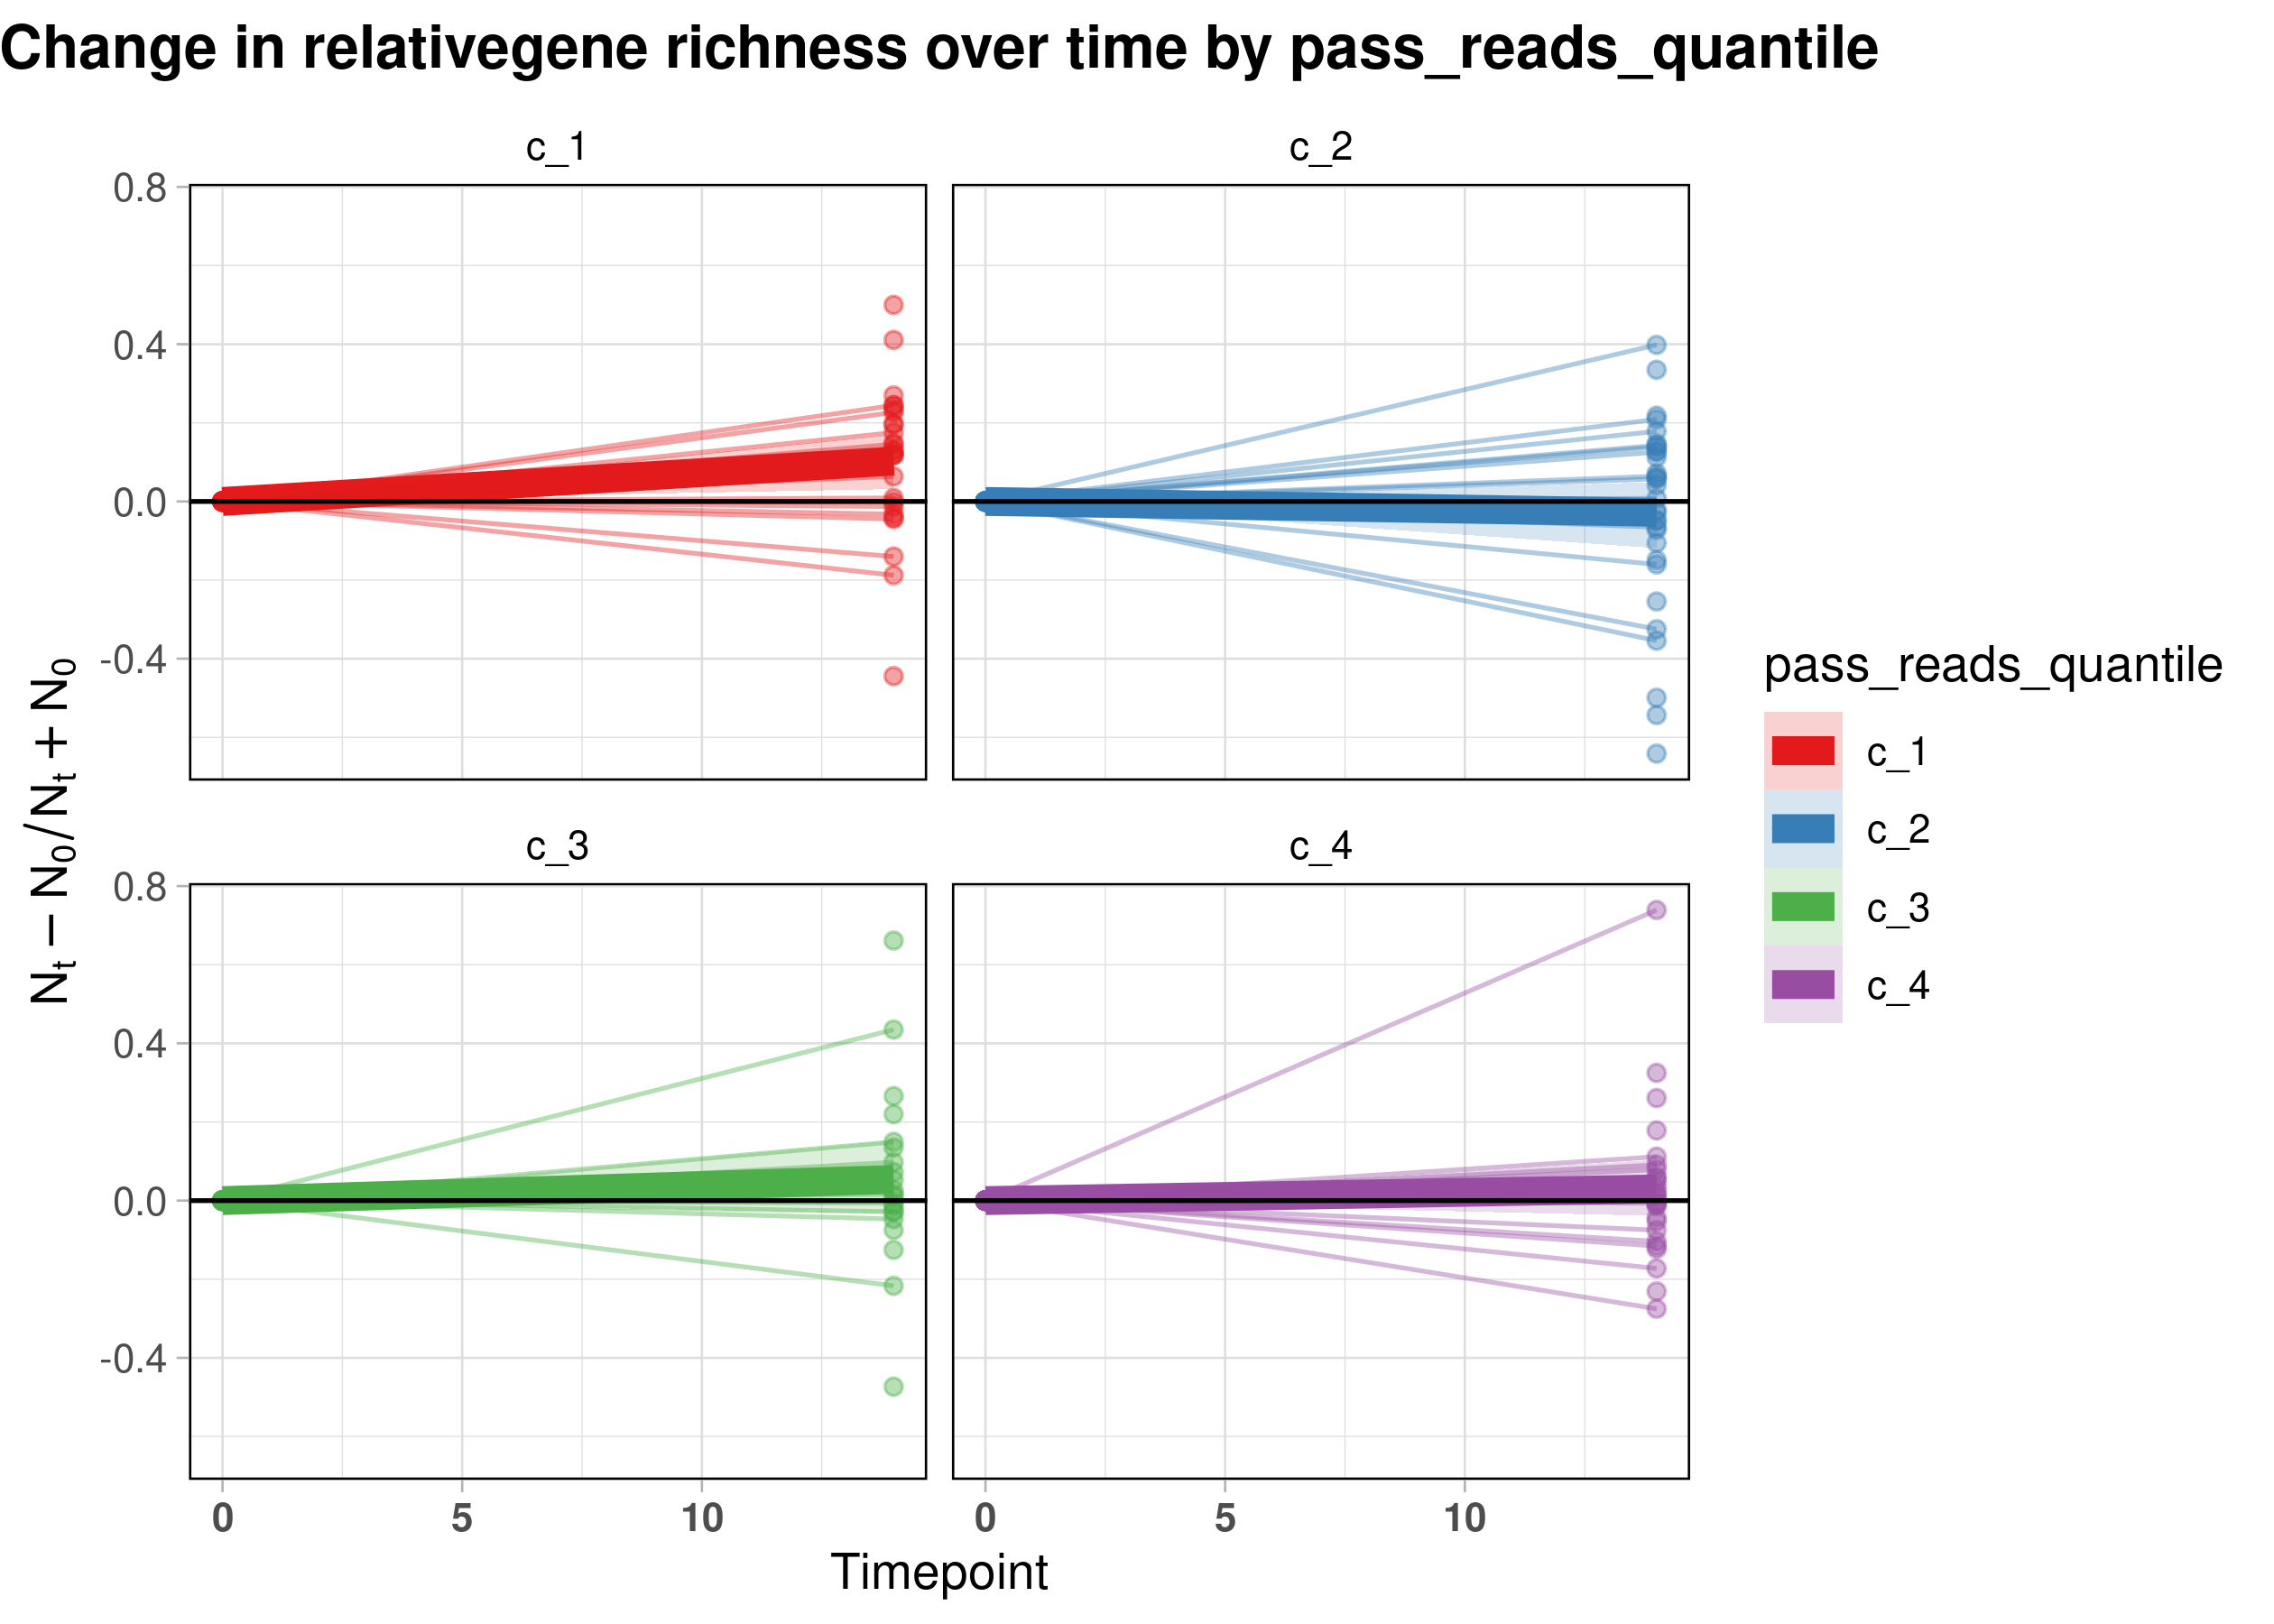 Change in relativegene richness over time by pass_reads_quantile
c_1
c_2
0.8
0.4
0.0
-0.4
c_3
c_4
0.8
0.4
0.0
-0.4
0
5
10
0
5
10
Timepoint
Nt − N0/Nt + N0
pass_reads_quantile
c_1
c_2
c_3
c_4